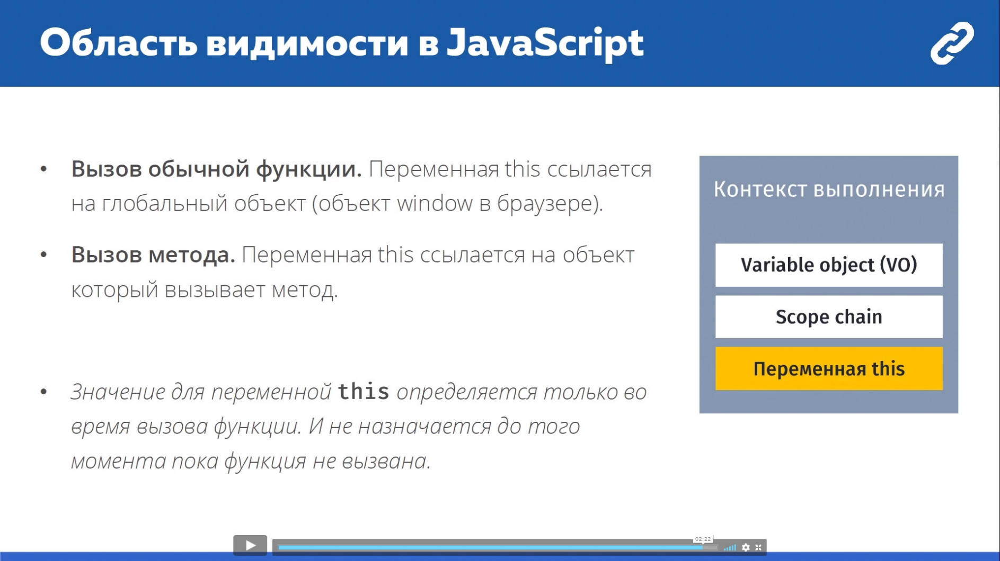 Область видимости в JavaScript
• Вызов обычной функции. Переменная this ссылается
на глобальный объект (объект window в браузере).
• Вызов метода. Переменная this ссылается на объект
который вызывает метод.
• Значение для переменной this определяется только во
время вызова функции. И не назначается до того
момента пока функция не вызвана.
Контекст выполнения
Variable object (VO)
Scope chain
Переменная this
02:22